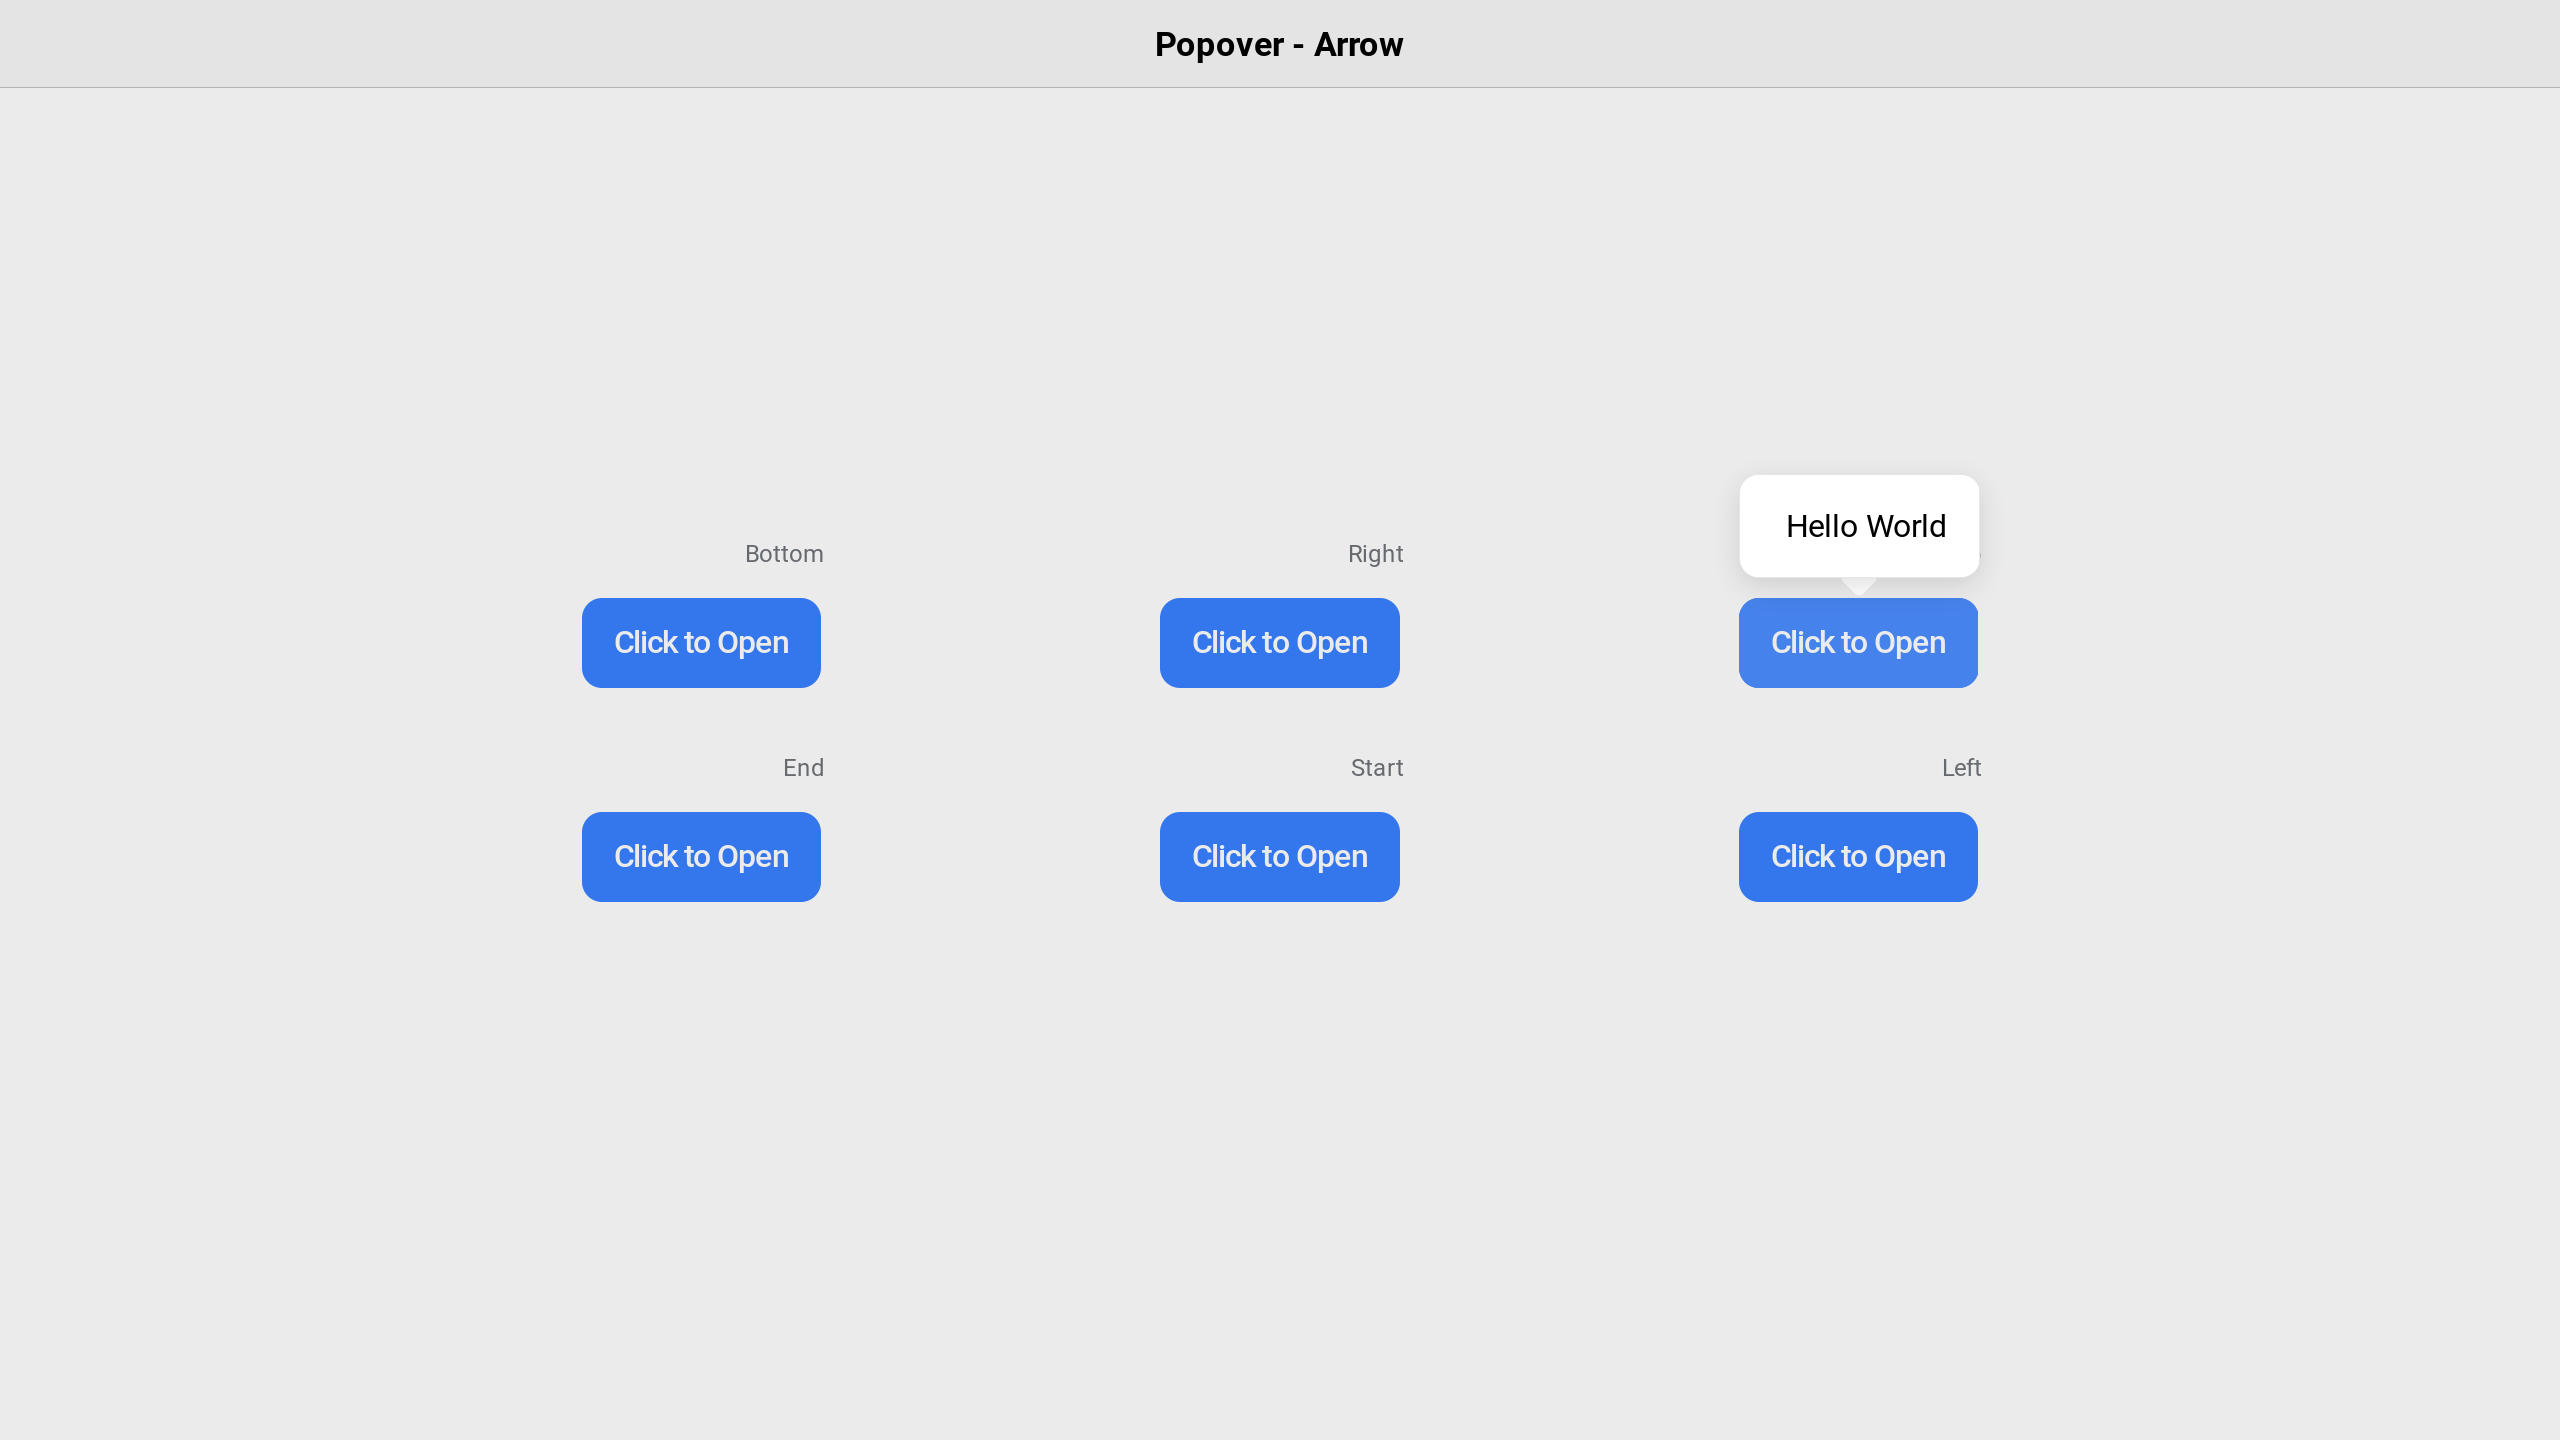 Popover - Arrow
Bottom
Right
Hello World
Click to Open
Click to Open
Click to Open
End
Start
Left
Click to Open
Click to Open
Click to Open